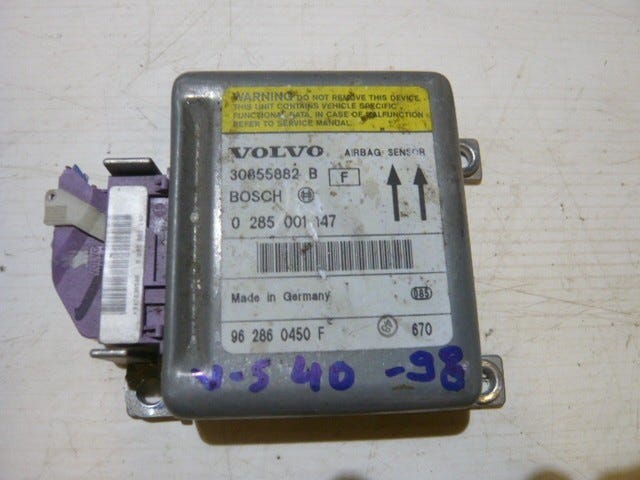 WARNING DO NOT REMOVE THIS DEVICE.
THIS UNIT CONTAINS VEHICLE SPECIFIC
FUNCTIONAL DATA. IN CASE OF MALFUNCTION
REFER TO SERVICE MANUAL.
VOLVO AIRBAG SENSOR
30855882 B F
BOSCH
0 285 001 147
Made in Germany 085
96 286 0450 F 670
V-S 40 -98